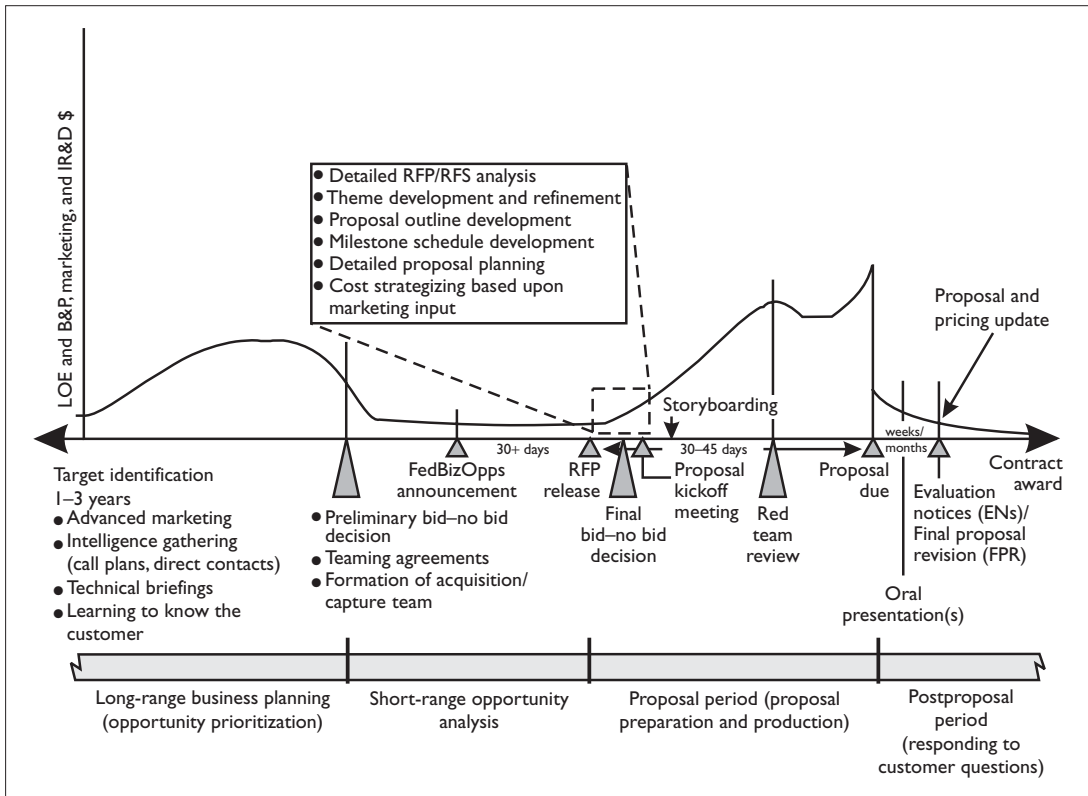 LOE and B&P, marketing, and IR&D $
● Detailed RFP/RFS analysis
● Theme development and refinement
● Proposal outline development
● Milestone schedule development
● Detailed proposal planning
● Cost strategizing based upon
marketing input
Proposal and
pricing update
Storyboarding
30+ days
30–45 days
weeks/
months
Target identification
1–3 years
● Advanced marketing
● Intelligence gathering
(call plans, direct contacts)
● Technical briefings
● Learning to know the
customer
FedBizOpps
announcement
● Preliminary bid–no bid
decision
● Teaming agreements
● Formation of acquisition/
capture team
RFP
release
Final
bid–no bid
decision
Proposal
kickoff
meeting
Red
team
review
Proposal
due
Contract
award
Evaluation
notices (ENs)/
Final proposal
revision (FPR)
Oral
presentation(s)
Long-range business planning
(opportunity prioritization)
Short-range opportunity
analysis
Proposal period (proposal
preparation and production)
Postproposal
period
(responding to
customer questions)